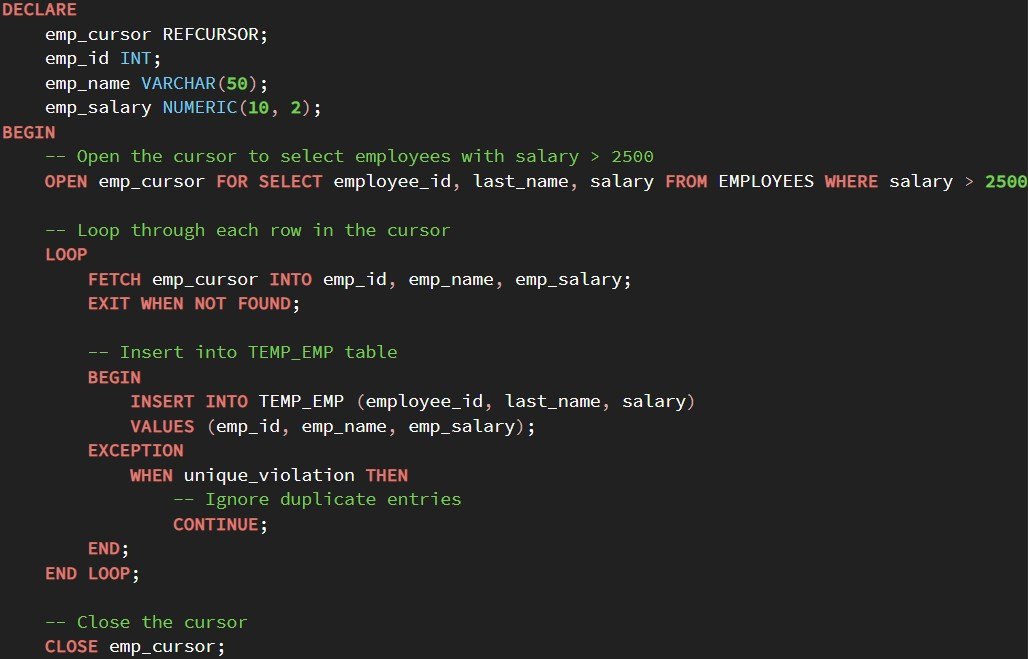 DECLARE
    emp_cursor REFCURSOR;
    emp_id INT;
    emp_name VARCHAR(50);
    emp_salary NUMERIC(10, 2);
BEGIN
    -- Open the cursor to select employees with salary > 2500
    OPEN emp_cursor FOR SELECT employee_id, last_name, salary FROM EMPLOYEES WHERE salary > 2500
    -- Loop through each row in the cursor
    LOOP
        FETCH emp_cursor INTO emp_id, emp_name, emp_salary;
        EXIT WHEN NOT FOUND;
        -- Insert into TEMP_EMP table
        BEGIN
            INSERT INTO TEMP_EMP (employee_id, last_name, salary)
            VALUES (emp_id, emp_name, emp_salary);
        EXCEPTION
            WHEN unique_violation THEN
                -- Ignore duplicate entries
                CONTINUE;
        END;
    END LOOP;
    -- Close the cursor
    CLOSE emp_cursor;